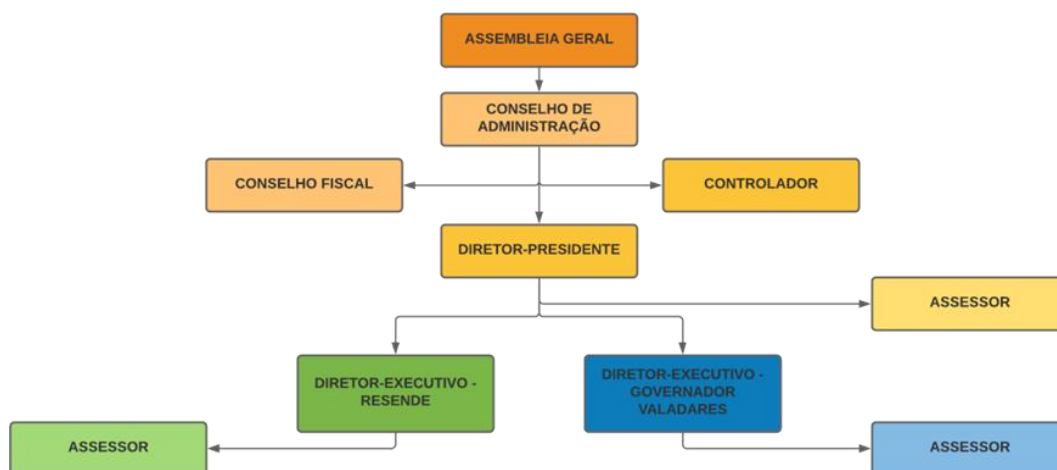 ASSEMBLEIA GERAL
CONSELHO DE
ADMINISTRAÇÃO
CONSELHO FISCAL
CONTROLADOR
DIRETOR-PRESIDENTE
ASSESSOR
DIRETOR-EXECUTIVO -
RESENDE
DIRETOR-EXECUTIVO -
GOVERNADOR
VALADARES
ASSESSOR
ASSESSOR